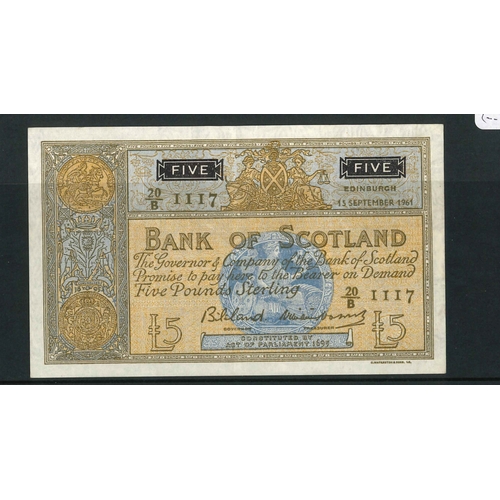 FIVE
FIVE
20/B 1117
EDINBURGH
15 SEPTEMBER 1961
BANK OF SCOTLAND
The Governor & Company of the Bank of Scotland
Promise to pay here to the Bearer on Demand
Five Pounds Sterling
20/B 1117
£5
£5
GOVERNOR
CONSTITUTED BY
ACT OF PARLIAMENT 1695